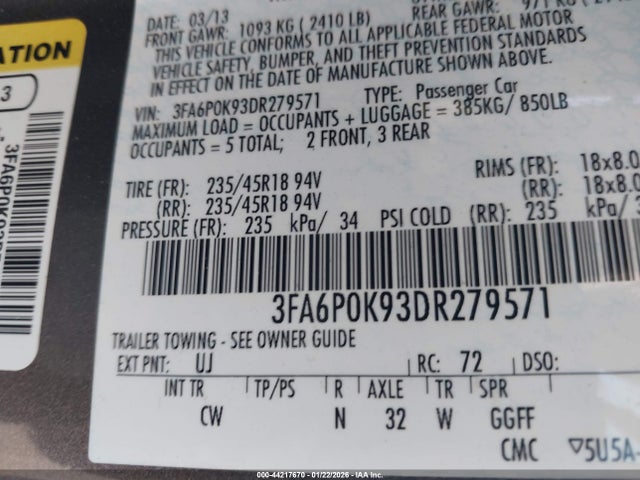 DATE: 03/13
FRONT GAWR: 1093 KG ( 2410 LB) REAR GAWR:
THIS VEHICLE CONFORMS TO ALL APPLICABLE FEDERAL MOTOR
VEHICLE SAFETY, BUMPER, AND THEFT PREVENTION STANDARDS
IN EFFECT ON THE DATE OF MANUFACTURE SHOWN ABOVE.
VIN: 3FA6P0K93DR279571 TYPE: Passenger Car
MAXIMUM LOAD = OCCUPANTS + LUGGAGE = 385KG/ 850LB
OCCUPANTS = 5 TOTAL; 2 FRONT, 3 REAR
TIRE (FR): 235/45R18 94V RIMS (FR): 18x8.0
(RR): 235/45R18 94V (RR): 18x8.0
PRESSURE (FR): 235 kPa/ 34 PSI COLD (RR): 235 kPa/
3FA6P0K93DR279571
TRAILER TOWING - SEE OWNER GUIDE
EXT PNT: UJ RC: 72 DSO:
INT TR TP/PS R AXLE TR SPR
CW N 32 W GGFF
CMC ▽5U5A-
ATION
3
3FA6P0K93D
000 - 44217670 - 01/22/2026 - IAA Inc.